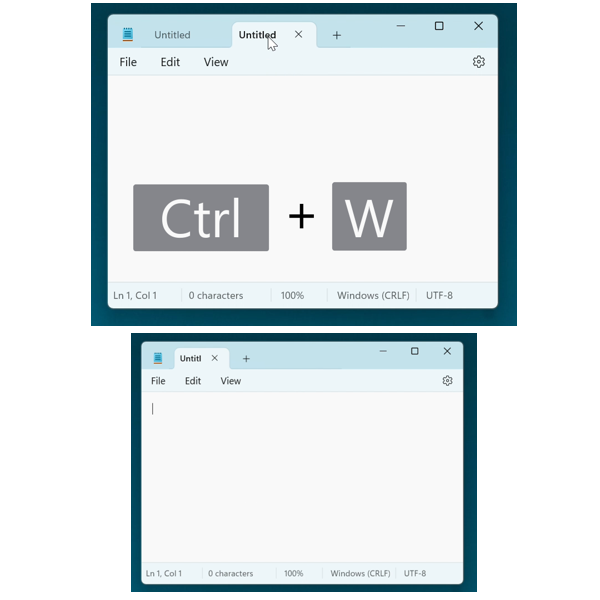 Untitled
Untitled
File Edit View
Ctrl + W
Ln 1, Col 1 0 characters 100% Windows (CRLF) UTF-8
Untitl
File Edit View
Ln 1, Col 1 0 characters 100% Windows (CRLF) UTF-8